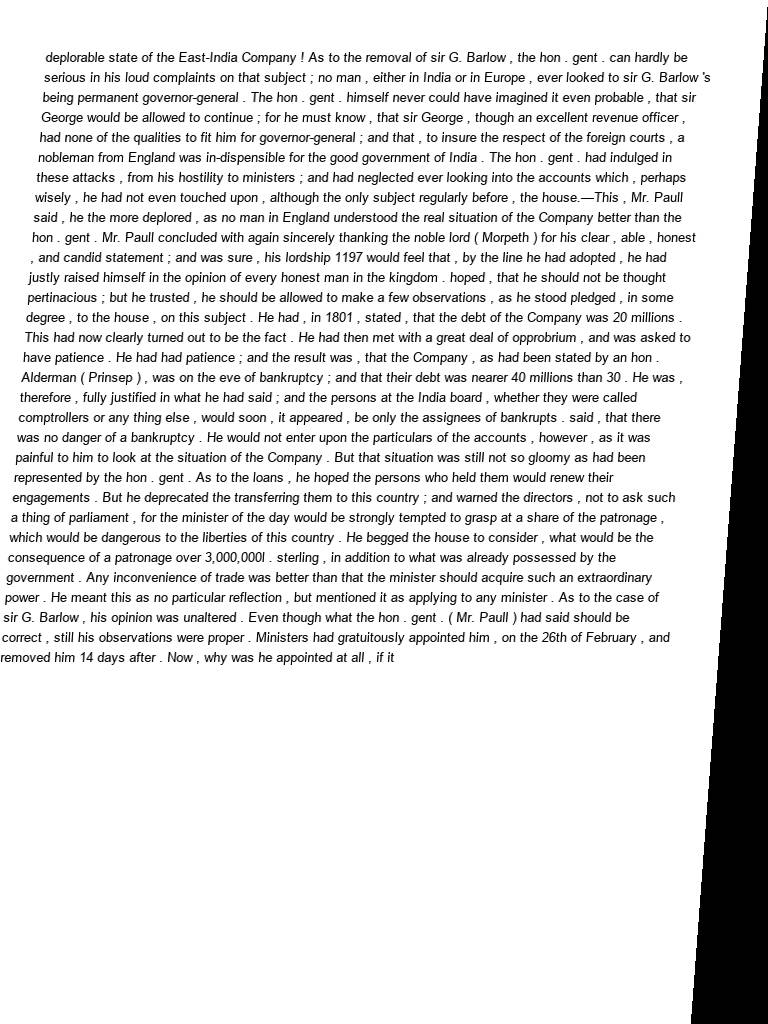 deplorable state of the East-India Company ! As to the removal of sir G. Barlow , the hon . gent . can hardly be
serious in his loud complaints on that subject ; no man , either in India or in Europe , ever looked to sir G. Barlow 's
being permanent governor-general . The hon . gent . himself never could have imagined it even probable , that sir
George would be allowed to continue ; for he must know , that sir George , though an excellent revenue officer ,
had none of the qualities to fit him for governor-general ; and that , to insure the respect of the foreign courts , a
nobleman from England was in-dispensible for the good government of India . The hon . gent . had indulged in
these attacks , from his hostility to ministers ; and had neglected ever looking into the accounts which , perhaps
wisely , he had not even touched upon , although the only subject regularly before , the house.—This , Mr. Paull
said , he the more deplored , as no man in England understood the real situation of the Company better than the
hon . gent . Mr. Paull concluded with again sincerely thanking the noble lord ( Morpeth ) for his clear , able , honest
, and candid statement ; and was sure , his lordship 1197 would feel that , by the line he had adopted , he had
justly raised himself in the opinion of every honest man in the kingdom . hoped , that he should not be thought
pertinacious ; but he trusted , he should be allowed to make a few observations , as he stood pledged , in some
degree , to the house , on this subject . He had , in 1801 , stated , that the debt of the Company was 20 millions .
This had now clearly turned out to be the fact . He had then met with a great deal of opprobrium , and was asked to
have patience . He had had patience ; and the result was , that the Company , as had been stated by an hon .
Alderman ( Prinsep ) , was on the eve of bankruptcy ; and that their debt was nearer 40 millions than 30 . He was ,
therefore , fully justified in what he had said ; and the persons at the India board , whether they were called
comptrollers or any thing else , would soon , it appeared , be only the assignees of bankrupts . said , that there
was no danger of a bankruptcy . He would not enter upon the particulars of the accounts , however , as it was
painful to him to look at the situation of the Company . But that situation was still not so gloomy as had been
represented by the hon . gent . As to the loans , he hoped the persons who held them would renew their
engagements . But he deprecated the transferring them to this country ; and warned the directors , not to ask such
a thing of parliament , for the minister of the day would be strongly tempted to grasp at a share of the patronage ,
which would be dangerous to the liberties of this country . He begged the house to consider , what would be the
consequence of a patronage over 3,000,000l . sterling , in addition to what was already possessed by the
government . Any inconvenience of trade was better than that the minister should acquire such an extraordinary
power . He meant this as no particular reflection , but mentioned it as applying to any minister . As to the case of
sir G. Barlow , his opinion was unaltered . Even though what the hon . gent . ( Mr. Paull ) had said should be
correct , still his observations were proper . Ministers had gratuitously appointed him , on the 26th of February , and
removed him 14 days after . Now , why was he appointed at all , if it